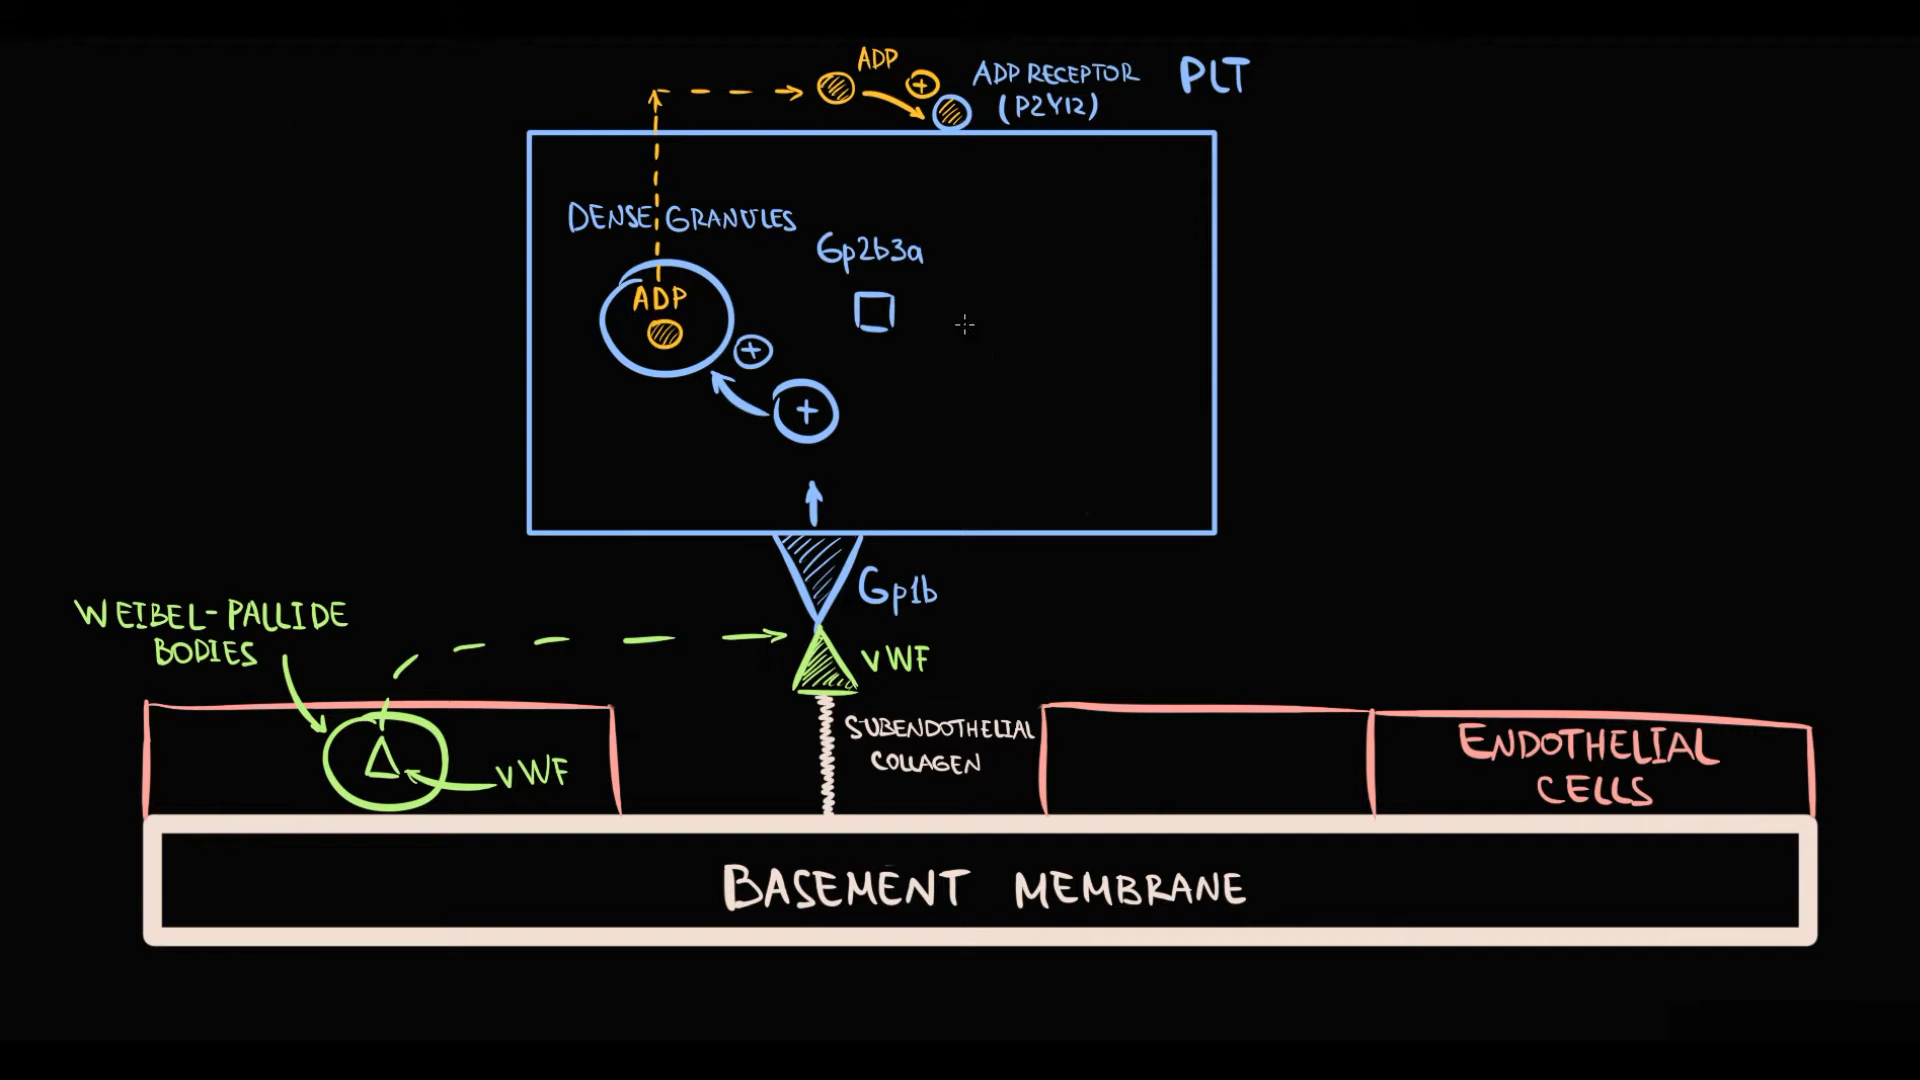 ADP
ADP RECEPTOR
(P2Y12)
PLT
DENSE GRANULES
Gp2b3a
ADP
Gp1b
WEIBEL-PALLIDE
BODIES
vWF
SUBENDOTHELIAL
COLLAGEN
vWF
ENDOTHELIAL
CELLS
BASEMENT MEMBRANE